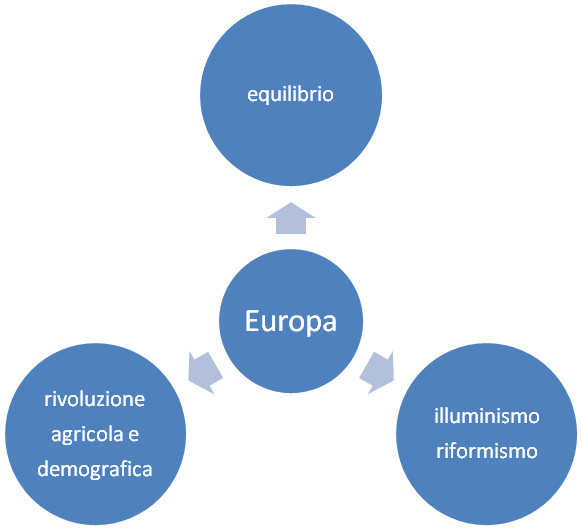 equilibrio
Europa
rivoluzione
agricola e
demografica
illuminismo
riformismo